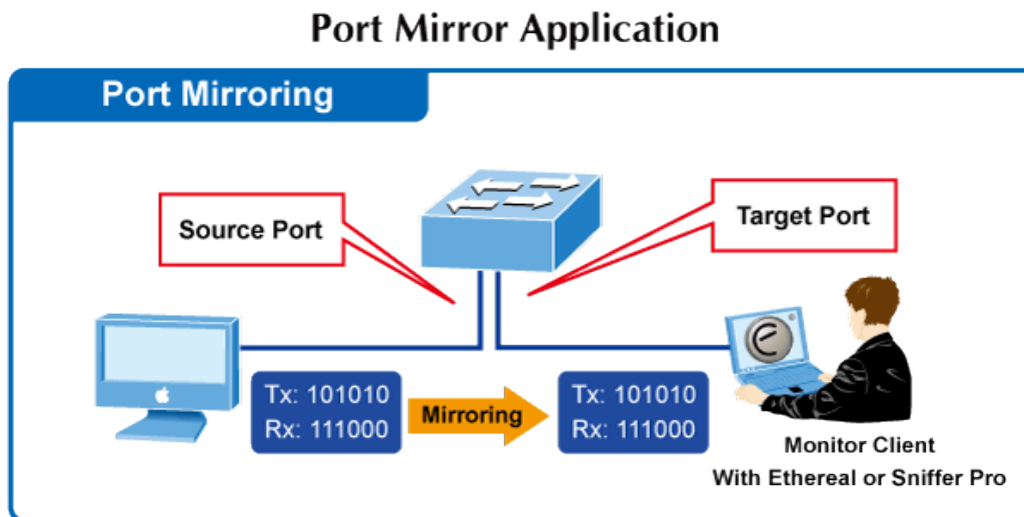 Port Mirror Application
Port Mirroring
Source Port
Target Port
Tx: 101010
Rx: 111000
Mirroring
Tx: 101010
Rx: 111000
Monitor Client
With Ethereal or Sniffer Pro